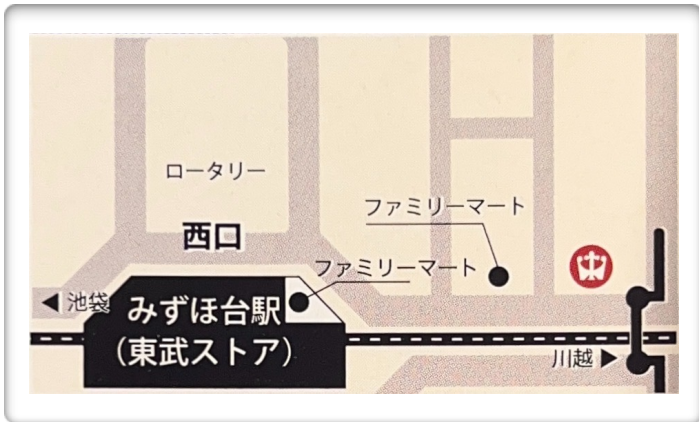 ロータリー
ファミリーマート
西口
ファミリーマート
◀ 池袋
みずほ台駅
(東武ストア)
川越 ▶